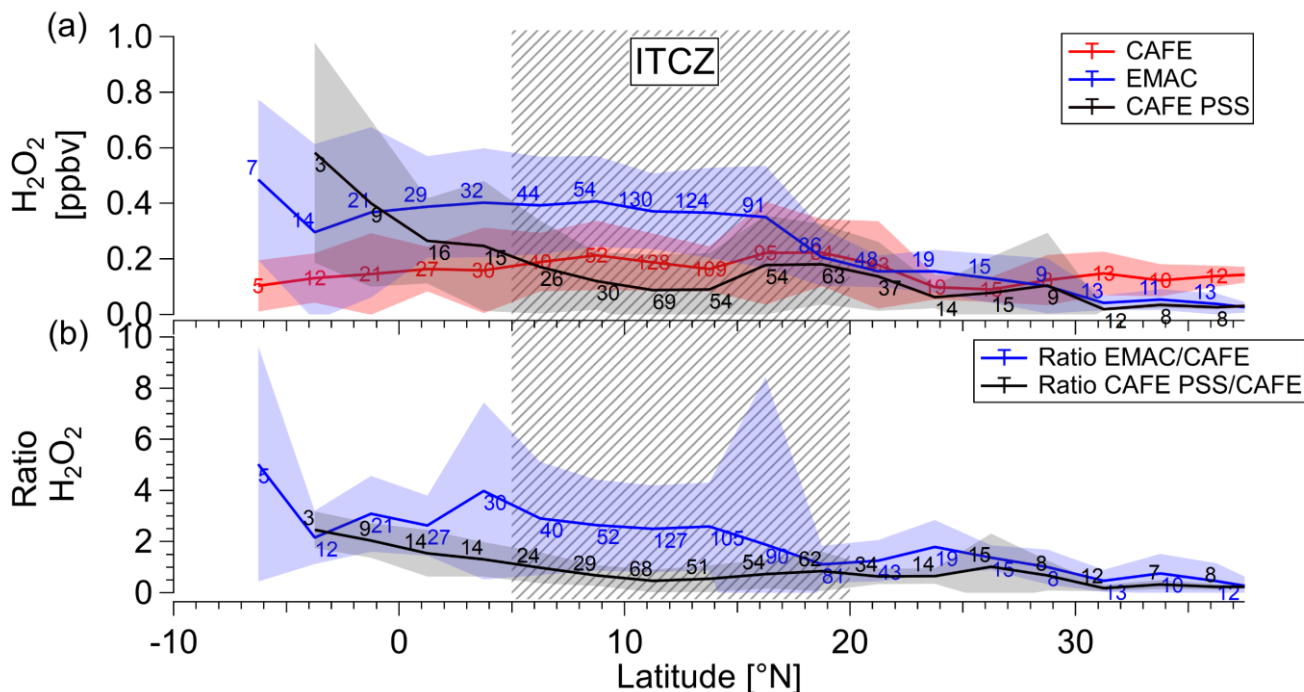 (a)
1.0
0.8
0.6
0.4
0.2
0.0
H₂O₂
[ppbv]
ITCZ
CAFE
EMAC
CAFE PSS
7 14 21 29 32 44 54 130 124 91 86 48 19 15 9 13 11 13
3 9 16 15 26 30 69 54 54 63 37 14 15 9 12 8 8
5 12 21 27 30 40 52 128 109 95 84 43 19 15 13 10 12
(b)
10
8
6
4
2
0
Ratio
H₂O₂
Ratio EMAC/CAFE
Ratio CAFE PSS/CAFE
5 12 21 27 30 40 52 127 105 90 81 43 19 15 8 13 10 12
3 9 14 14 24 29 68 51 54 62 34 14 15 8 12 7 8
-10 0 10 20 30
Latitude [°N]